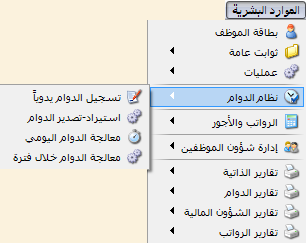 الموارد البشرية
بطاقة الموظف
ثوابت عامة
عمليات
نظام الدوام
تسجيل الدوام يدوياً
استيراد-تصدير الدوام
معالجة الدوام اليومي
معالجة الدوام خلال فترة
الرواتب والأجور
إدارة شؤون الموظفين
تقارير الذاتية
تقارير الدوام
تقارير الشؤون المالية
تقارير الرواتب